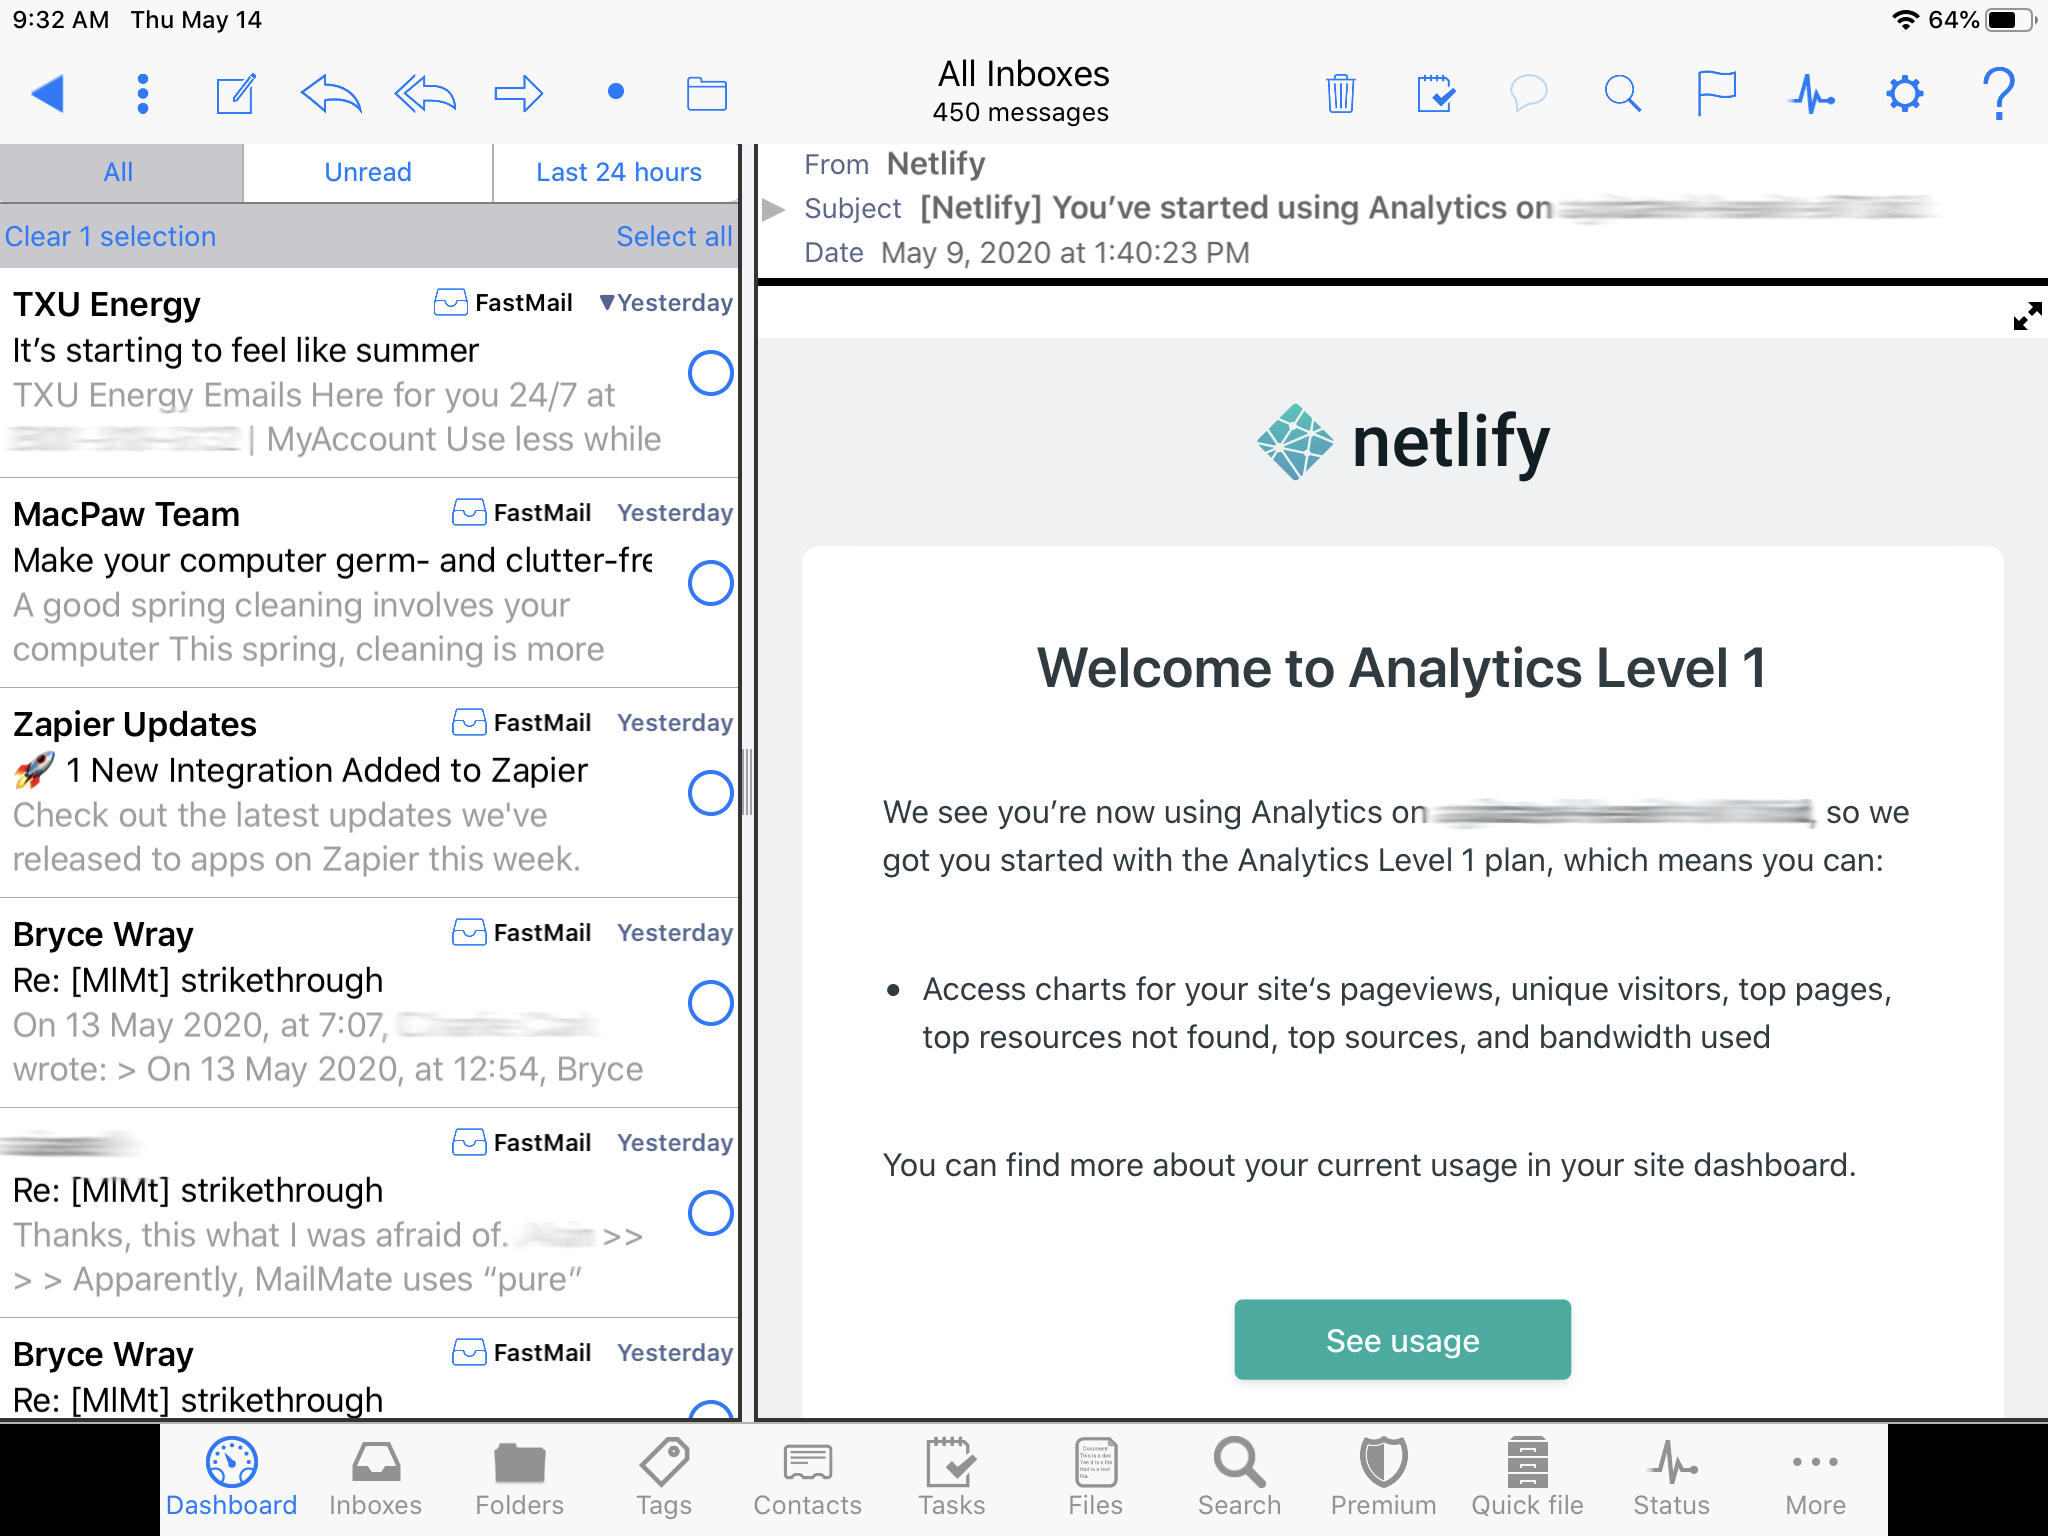 9:32 AM Thu May 14
64%
All Inboxes
450 messages
All Unread Last 24 hours
Clear 1 selection Select all
TXU Energy FastMail ▼Yesterday
It’s starting to feel like summer
TXU Energy Emails Here for you 24/7 at
| MyAccount Use less while
MacPaw Team FastMail Yesterday
Make your computer germ- and clutter-fre
A good spring cleaning involves your
computer This spring, cleaning is more
Zapier Updates FastMail Yesterday
🚀 1 New Integration Added to Zapier
Check out the latest updates we've
released to apps on Zapier this week.
Bryce Wray FastMail Yesterday
Re: [MlMt] strikethrough
On 13 May 2020, at 7:07,
wrote: > On 13 May 2020, at 12:54, Bryce
FastMail Yesterday
Re: [MlMt] strikethrough
Thanks, this what I was afraid of. >>
> > Apparently, MailMate uses “pure”
Bryce Wray FastMail Yesterday
Re: [MlMt] strikethrough
From Netlify
Subject [Netlify] You’ve started using Analytics on
Date May 9, 2020 at 1:40:23 PM
netlify
Welcome to Analytics Level 1
We see you’re now using Analytics on , so we
got you started with the Analytics Level 1 plan, which means you can:
• Access charts for your site‘s pageviews, unique visitors, top pages,
top resources not found, top sources, and bandwidth used
You can find more about your current usage in your site dashboard.
See usage
Dashboard Inboxes Folders Tags Contacts Tasks Files Search Premium Quick file Status More